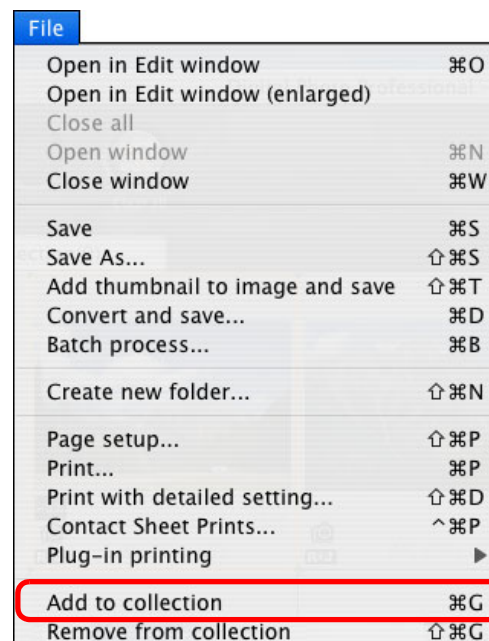 File
Open in Edit window ⌘O
Open in Edit window (enlarged)
Close all
Open window ⌘N
Close window ⌘W
Save ⌘S
Save As... ⇧⌘S
Add thumbnail to image and save ⇧⌘T
Convert and save... ⌘D
Batch process... ⌘B
Create new folder... ⇧⌘N
Page setup... ⇧⌘P
Print... ⌘P
Print with detailed setting... ⇧⌘D
Contact Sheet Prints... ^⌘P
Plug-in printing ▶
Add to collection ⌘G
Remove from collection ⇧⌘G